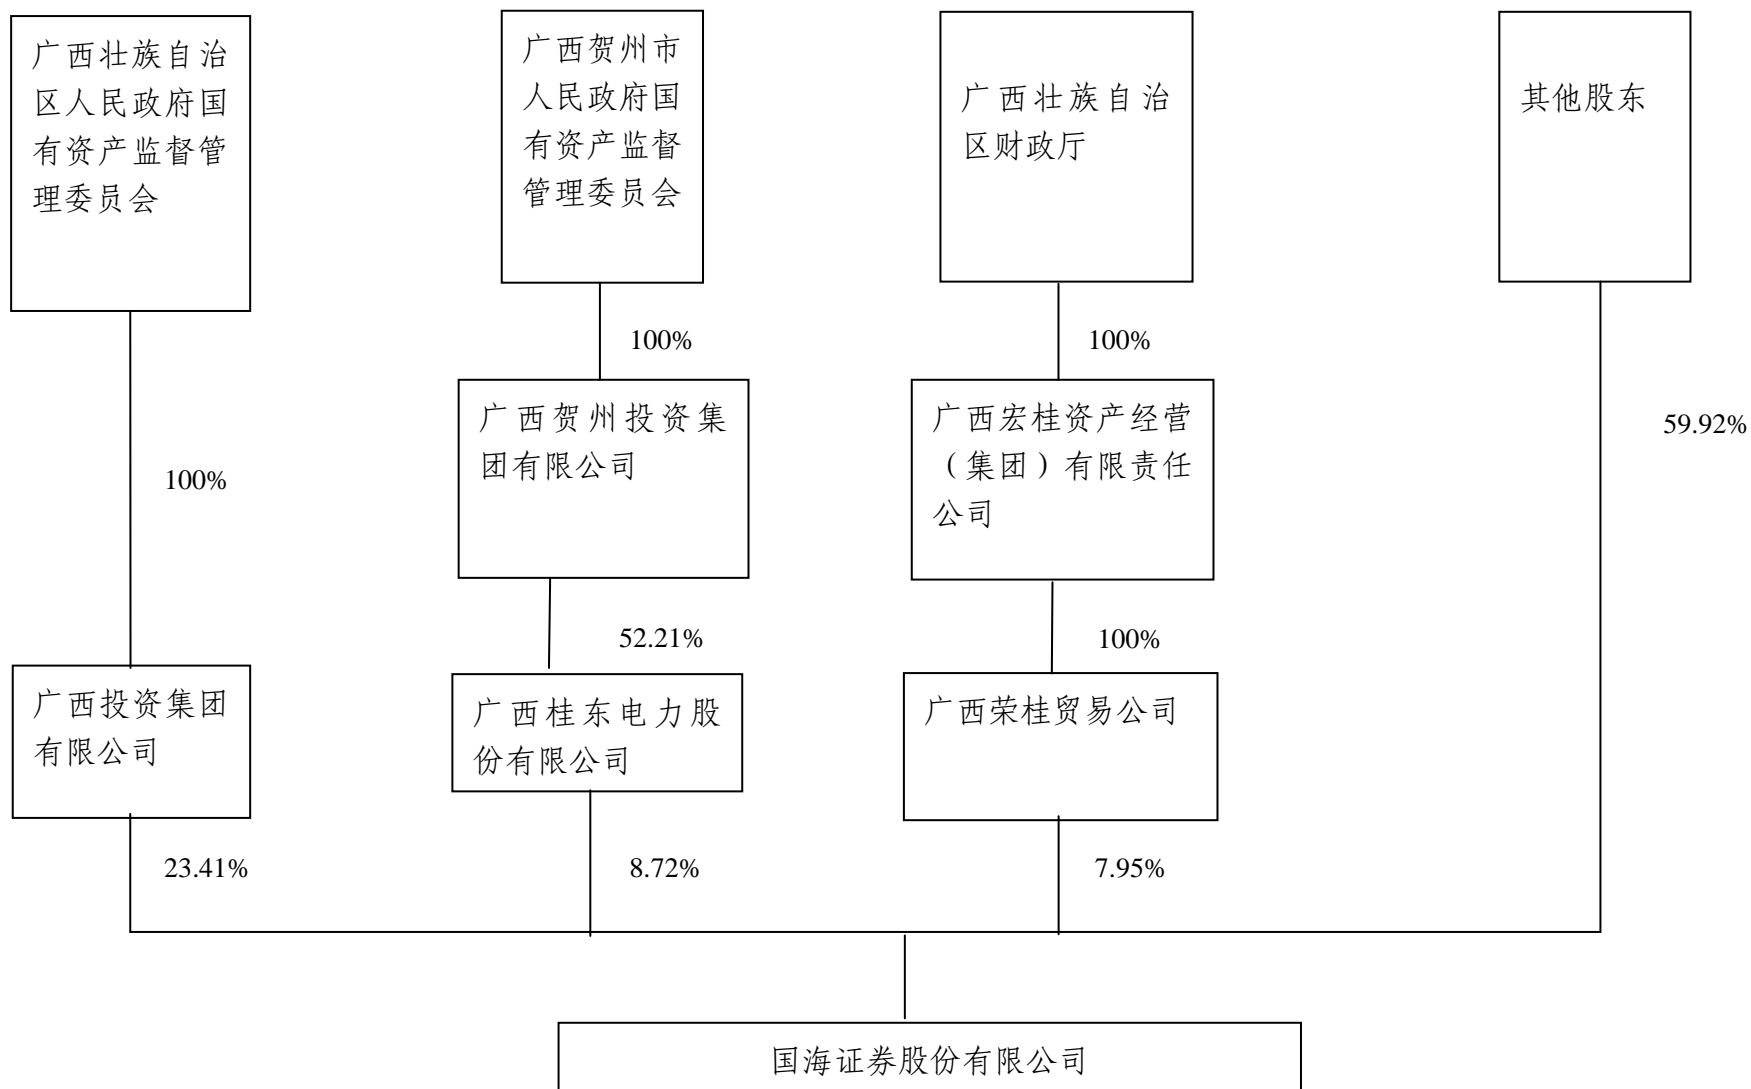 广西壮族自治
区人民政府国
有资产监督管
理委员会
广西贺州市
人民政府国
有资产监督
管理委员会
广西壮族自治
区财政厅
其他股东
100%
100%
广西贺州投资集
团有限公司
广西宏桂资产经营
（集团）有限责任
公司
59.92%
100%
52.21%
100%
广西投资集团
有限公司
广西桂东电力股
份有限公司
广西荣桂贸易公司
23.41%
8.72%
7.95%
国海证券股份有限公司